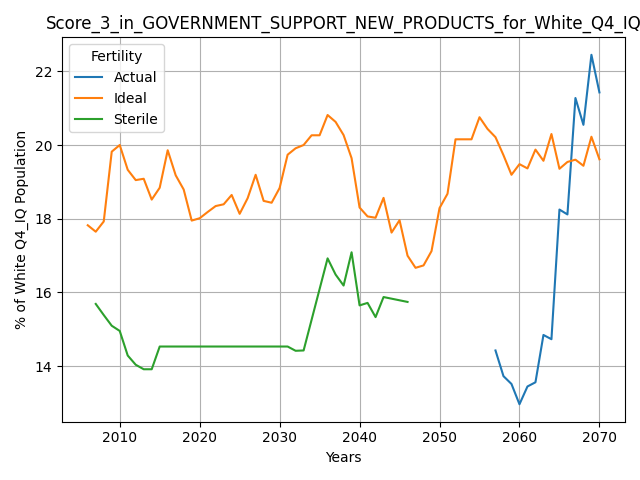 Score_3_in_GOVERNMENT_SUPPORT_NEW_PRODUCTS_for_White_Q4_IQ
Fertility
Actual
Ideal
Sterile
% of White Q4_IQ Population
22
20
18
16
14
2010 2020 2030 2040 2050 2060 2070
Years